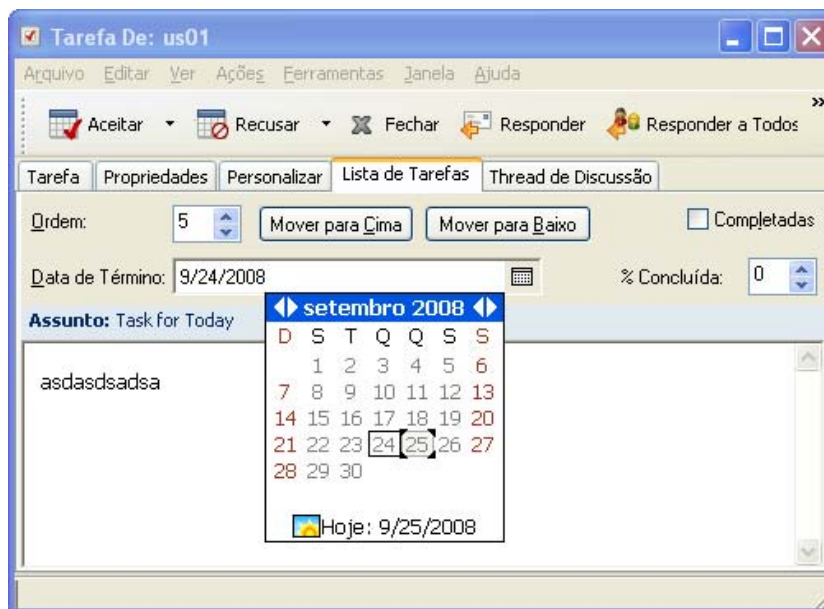 Tarefa De: us01
Arquivo Editar Ver Ações Ferramentas Janela Ajuda
Aceitar Recusar Fechar Responder Responder a Todos »
Tarefa Propriedades Personalizar Lista de Tarefas Thread de Discussão
Ordem: 5 Mover para Cima Mover para Baixo Completadas
Data de Término: 9/24/2008 % Concluída: 0
Assunto: Task for Today
asdasdsadsa
setembro 2008
D S T Q Q S S
1 2 3 4 5 6
7 8 9 10 11 12 13
14 15 16 17 18 19 20
21 22 23 24 25 26 27
28 29 30
Hoje: 9/25/2008